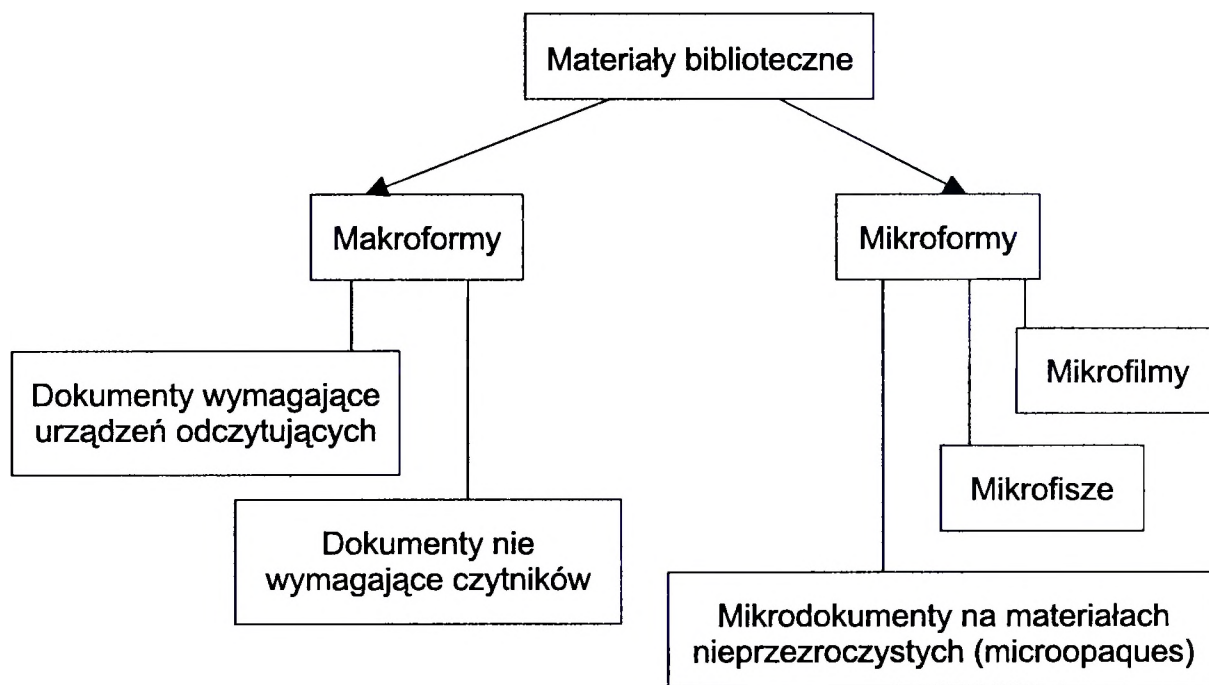 Materiały biblioteczne
Makroformy
Mikroformy
Dokumenty wymagające
urządzeń odczytujących
Dokumenty nie
wymagające czytników
Mikrofilmy
Mikrofisze
Mikrodokumenty na materiałach
nieprzezroczystych (microopaques)